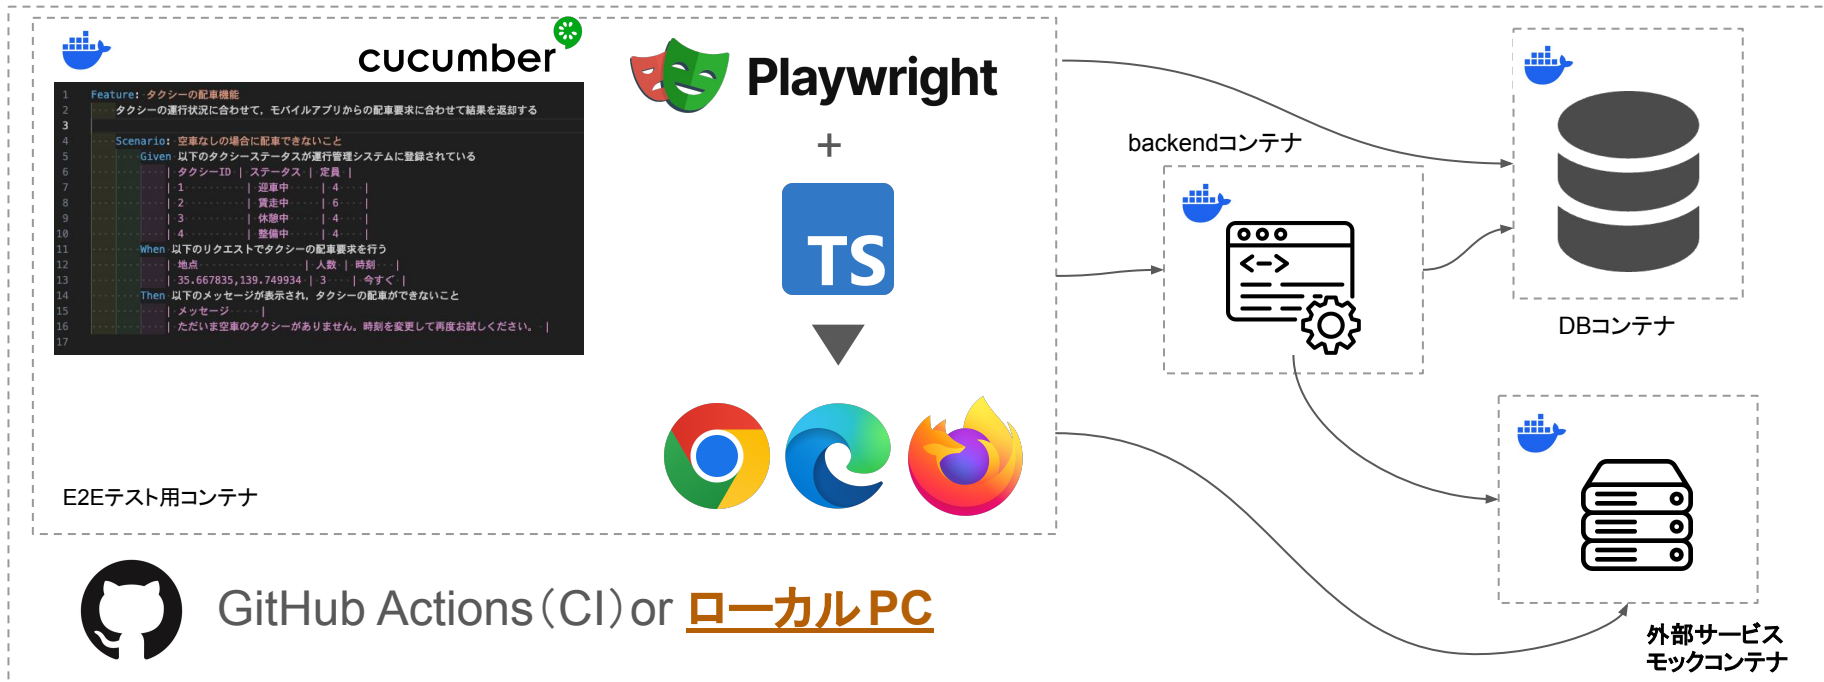 cucumber
1 Feature: タクシーの配車機能
2 タクシーの運行状況に合わせて，モバイルアプリからの配車要求に合わせて結果を返却する
3
4 Scenario: 空車なしの場合に配車できないこと
5 Given 以下のタクシーステータスが運行管理システムに登録されている
6 | タクシーID | ステータス | 定員 |
7 | 1 | 迎車中 | 4 |
8 | 2 | 賃走中 | 6 |
9 | 3 | 休憩中 | 4 |
10 | 4 | 整備中 | 4 |
11 When 以下のリクエストでタクシーの配車要求を行う
12 | 地点 | 人数 | 時刻 |
13 | 35.667835,139.749934 | 3 | 今すぐ |
14 Then 以下のメッセージが表示され，タクシーの配車ができないこと
15 | メッセージ |
16 | ただいま空車のタクシーがありません。時刻を変更して再度お試しください。 |
17
Playwright
+
TS
E2Eテスト用コンテナ
backendコンテナ
DBコンテナ
外部サービス
モックコンテナ
GitHub Actions（CI）or ローカルPC